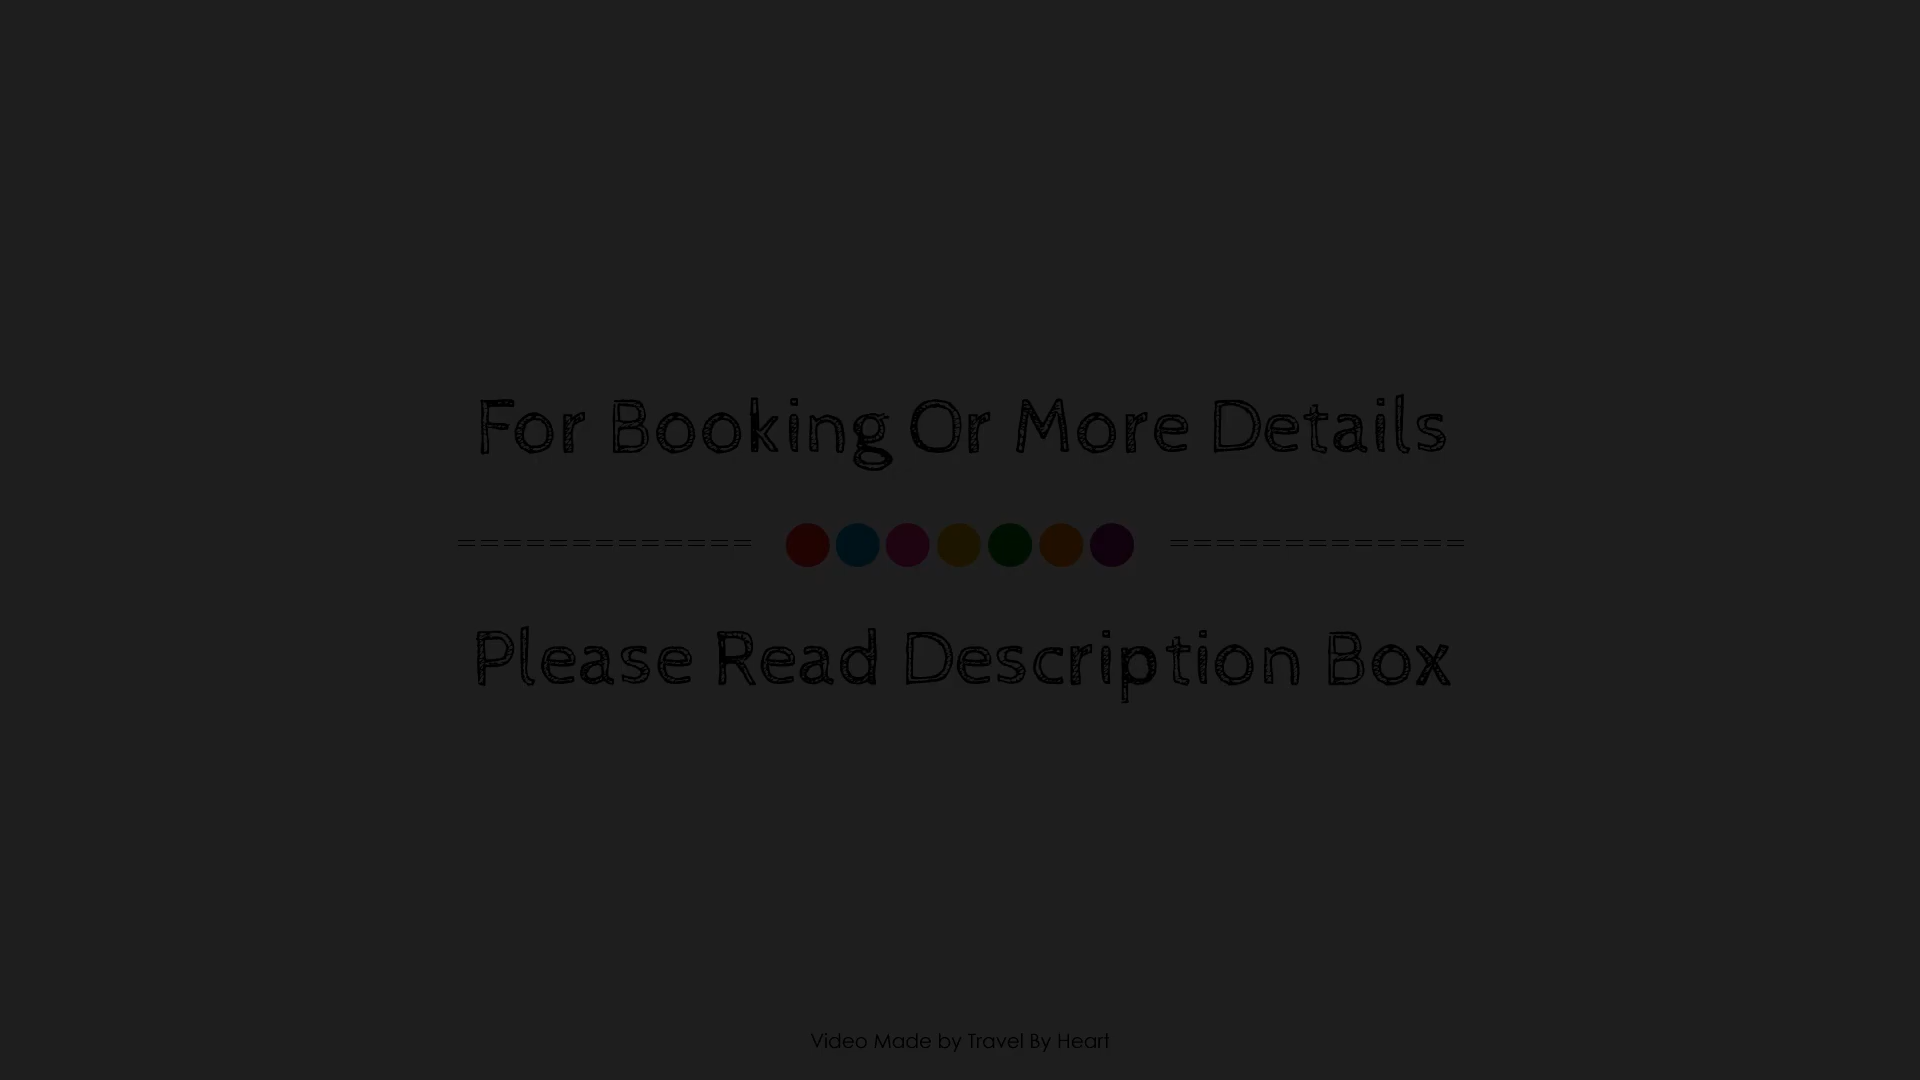 For Booking Or More Details
============= =============
Please Read Description Box
Video Made by Travel By Heart